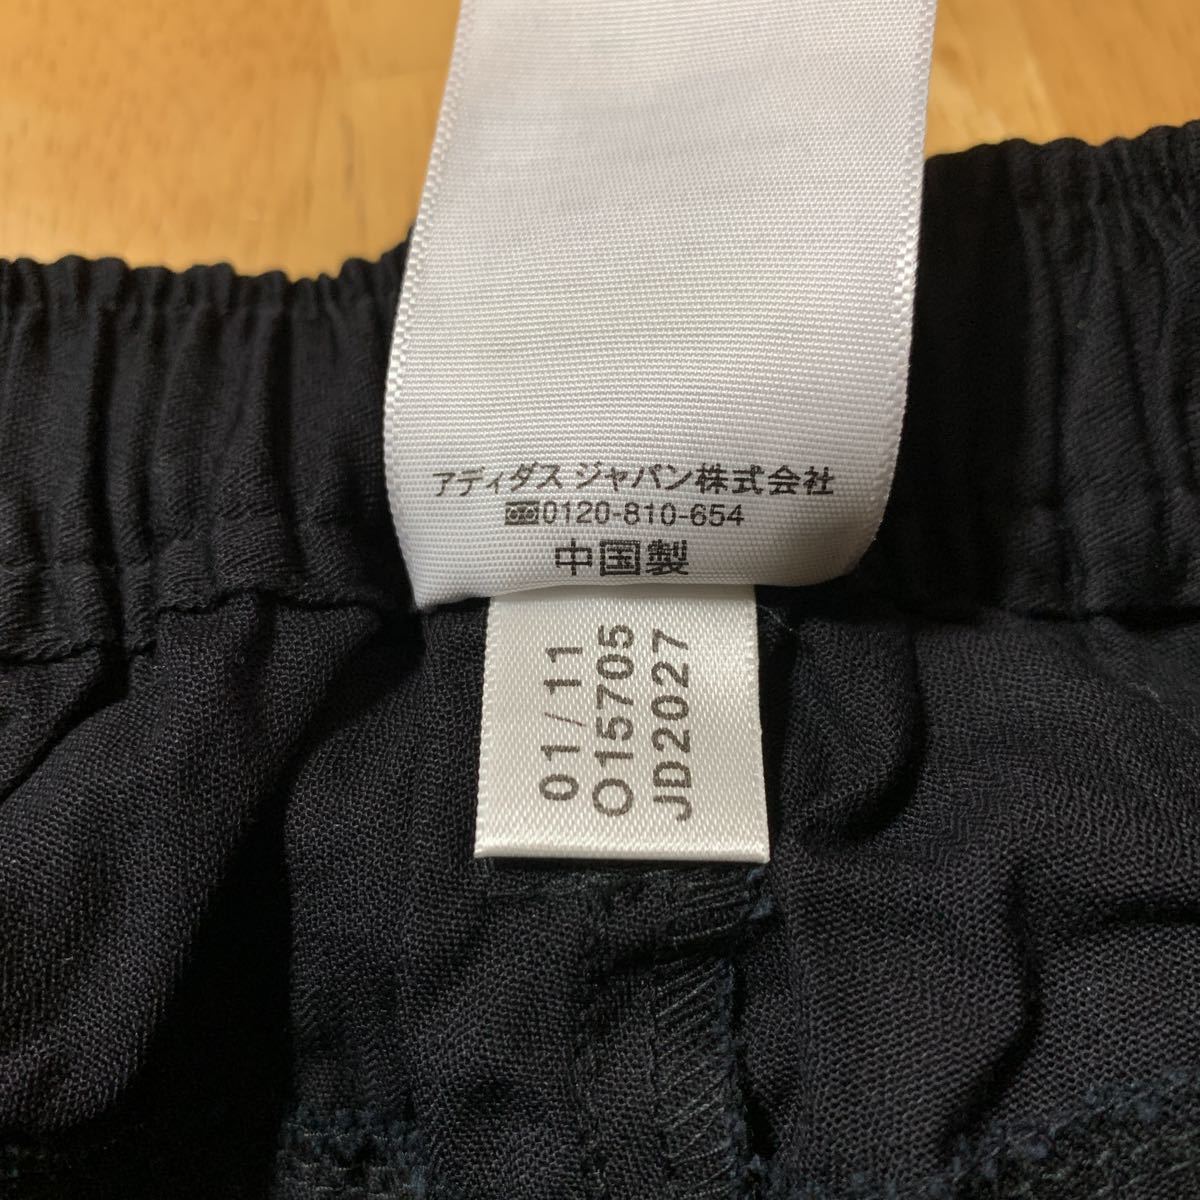 アディダス ジャパン株式会社
0120-810-654
中国製
01/11
O15705
JD2027